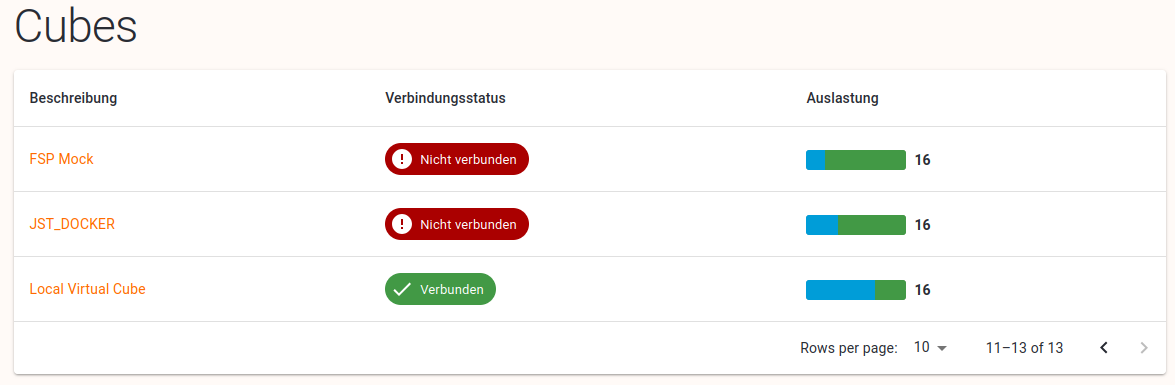 Cubes
Beschreibung Verbindungsstatus Auslastung
FSP Mock Nicht verbunden 16
JST_DOCKER Nicht verbunden 16
Local Virtual Cube Verbunden 16
Rows per page: 10 11–13 of 13